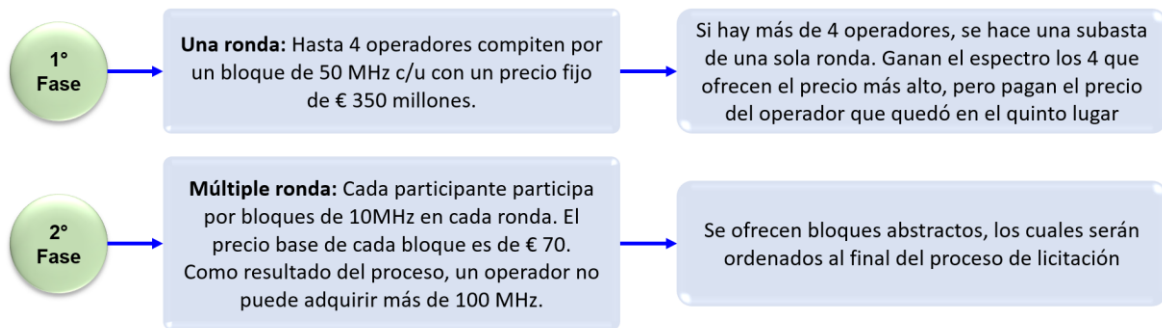 1°
Fase
Una ronda: Hasta 4 operadores compiten por
un bloque de 50 MHz c/u con un precio fijo
de € 350 millones.
Si hay más de 4 operadores, se hace una subasta
de una sola ronda. Ganan el espectro los 4 que
ofrecen el precio más alto, pero pagan el precio
del operador que quedó en el quinto lugar
2°
Fase
Múltiple ronda: Cada participante participa
por bloques de 10MHz en cada ronda. El
precio base de cada bloque es de € 70.
Como resultado del proceso, un operador no
puede adquirir más de 100 MHz.
Se ofrecen bloques abstractos, los cuales serán
ordenados al final del proceso de licitación